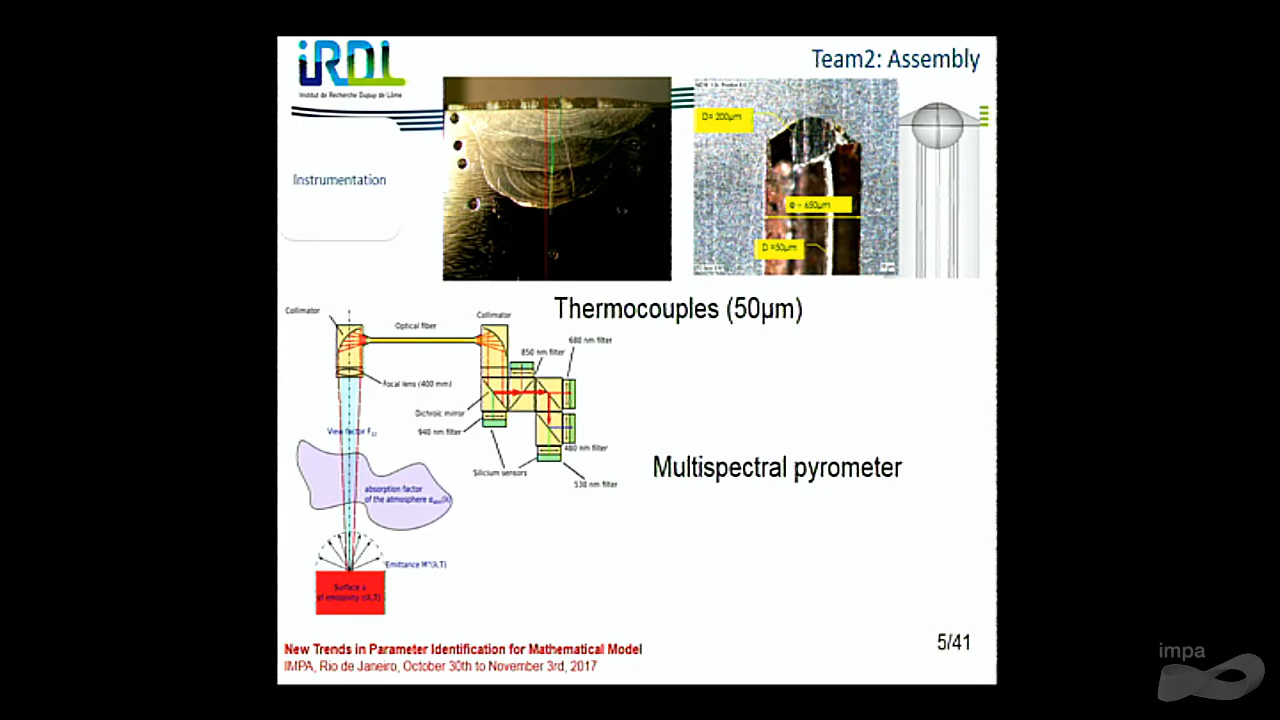 iRDL
Institut de Recherche Dupuy de Lôme
Team2: Assembly
Instrumentation
D= 200µm
D =50µm
Thermocouples (50µm)
Collimator
Optical fiber
Collimator
680 nm filter
850 nm filter
Focal lens (400 mm)
Dichroic mirror
940 nm filter
480 nm filter
Silicium sensors
530 nm filter
Multispectral pyrometer
View factor
absorption factor
of the atmosphere
Emittance
Surface s
of emissivity
New Trends in Parameter Identification for Mathematical Model
IMPA, Rio de Janeiro, October 30th to November 3rd, 2017
5/41
impa